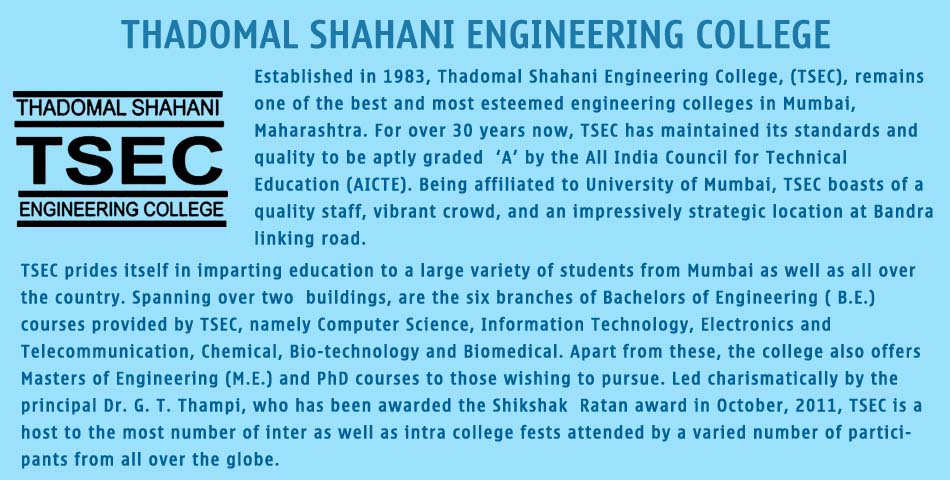 THADOMAL SHAHANI ENGINEERING COLLEGE
THADOMAL SHAHANI
TSEC
ENGINEERING COLLEGE
Established in 1983, Thadomal Shahani Engineering College, (TSEC), remains
one of the best and most esteemed engineering colleges in Mumbai,
Maharashtra. For over 30 years now, TSEC has maintained its standards and
quality to be aptly graded ‘A’ by the All India Council for Technical
Education (AICTE). Being affiliated to University of Mumbai, TSEC boasts of a
quality staff, vibrant crowd, and an impressively strategic location at Bandra
linking road.
TSEC prides itself in imparting education to a large variety of students from Mumbai as well as all over
the country. Spanning over two buildings, are the six branches of Bachelors of Engineering ( B.E.)
courses provided by TSEC, namely Computer Science, Information Technology, Electronics and
Telecommunication, Chemical, Bio-technology and Biomedical. Apart from these, the college also offers
Masters of Engineering (M.E.) and PhD courses to those wishing to pursue. Led charismatically by the
principal Dr. G. T. Thampi, who has been awarded the Shikshak Ratan award in October, 2011, TSEC is a
host to the most number of inter as well as intra college fests attended by a varied number of partici-
pants from all over the globe.